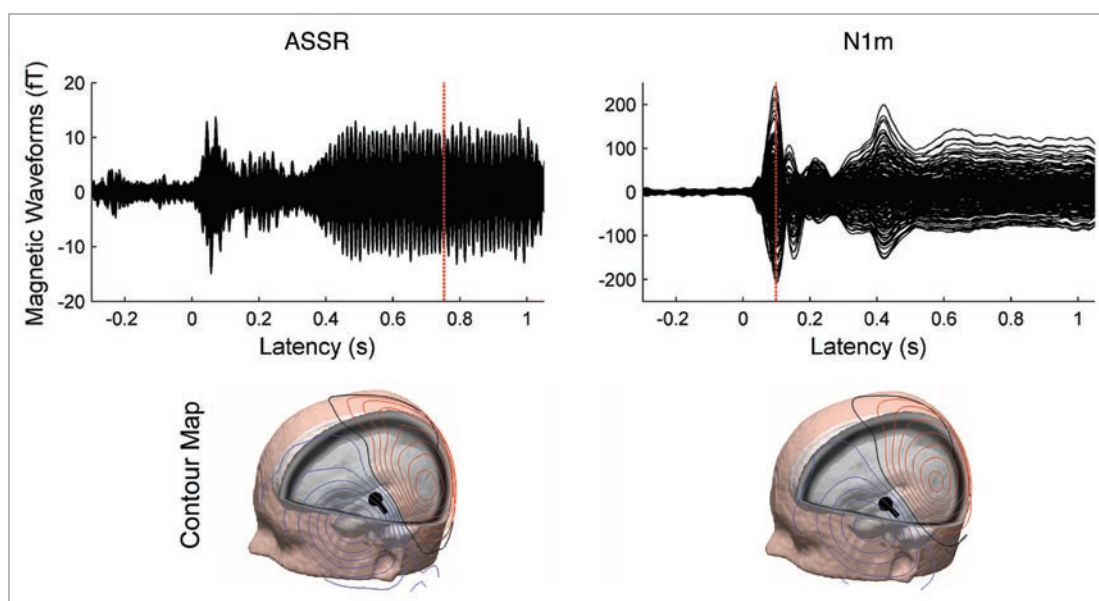 ASSR
N1m
Magnetic Waveforms (fT)
20
10
0
-10
-20
-0.2 0 0.2 0.4 0.6 0.8 1
Latency (s)
200
100
0
-100
-200
-0.2 0 0.2 0.4 0.6 0.8 1
Latency (s)
Contour Map